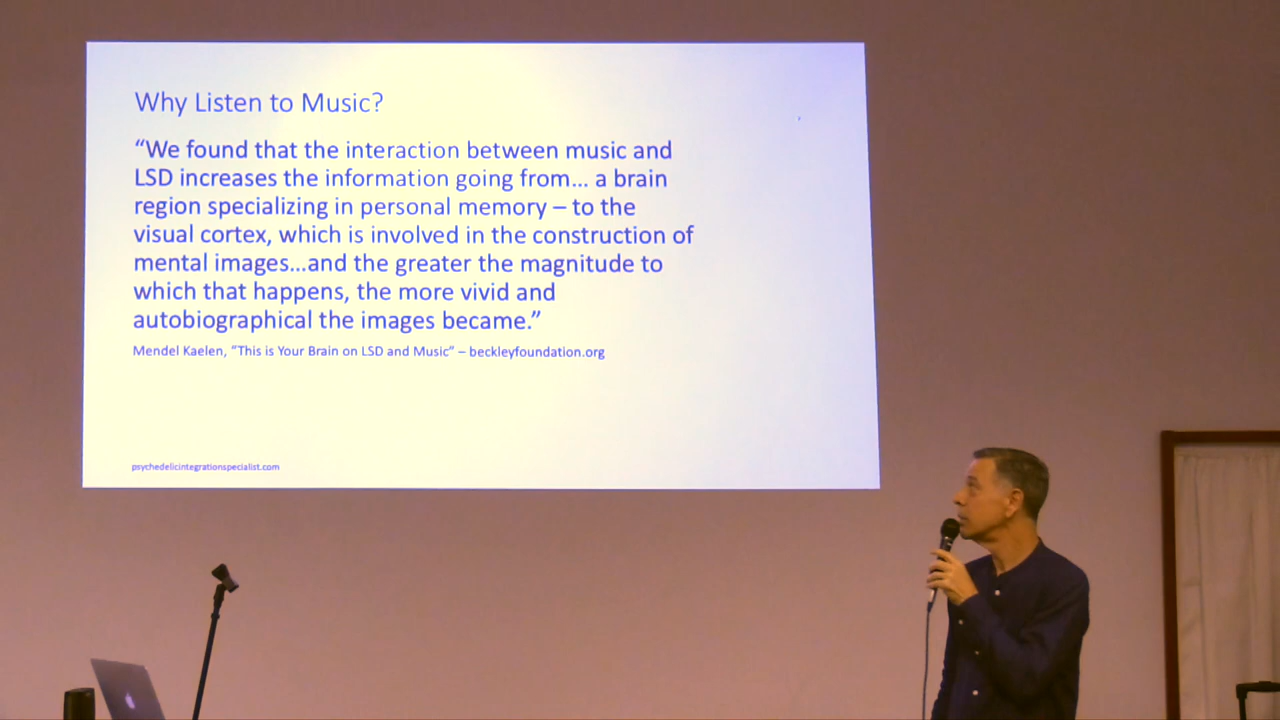 Why Listen to Music?
“We found that the interaction between music and
LSD increases the information going from... a brain
region specializing in personal memory – to the
visual cortex, which is involved in the construction of
mental images...and the greater the magnitude to
which that happens, the more vivid and
autobiographical the images became.”
Mendel Kaelen, “This is Your Brain on LSD and Music” – beckleyfoundation.org
psychedelicintegrationspecialist.com